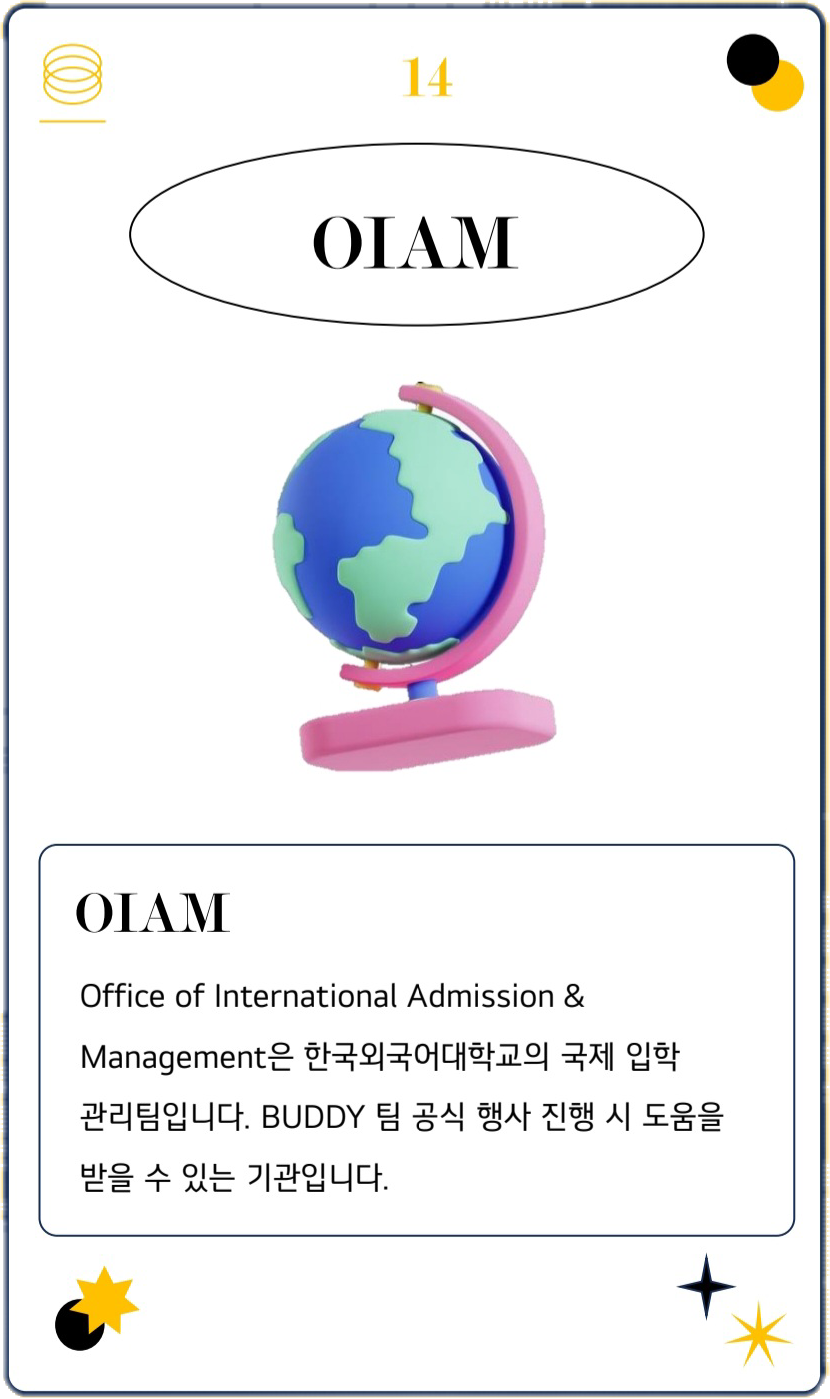 14
OIAM
OIAM
Office of International Admission &
Management은 한국외국어대학교의 국제 입학
관리팀입니다. BUDDY 팀 공식 행사 진행 시 도움을
받을 수 있는 기관입니다.